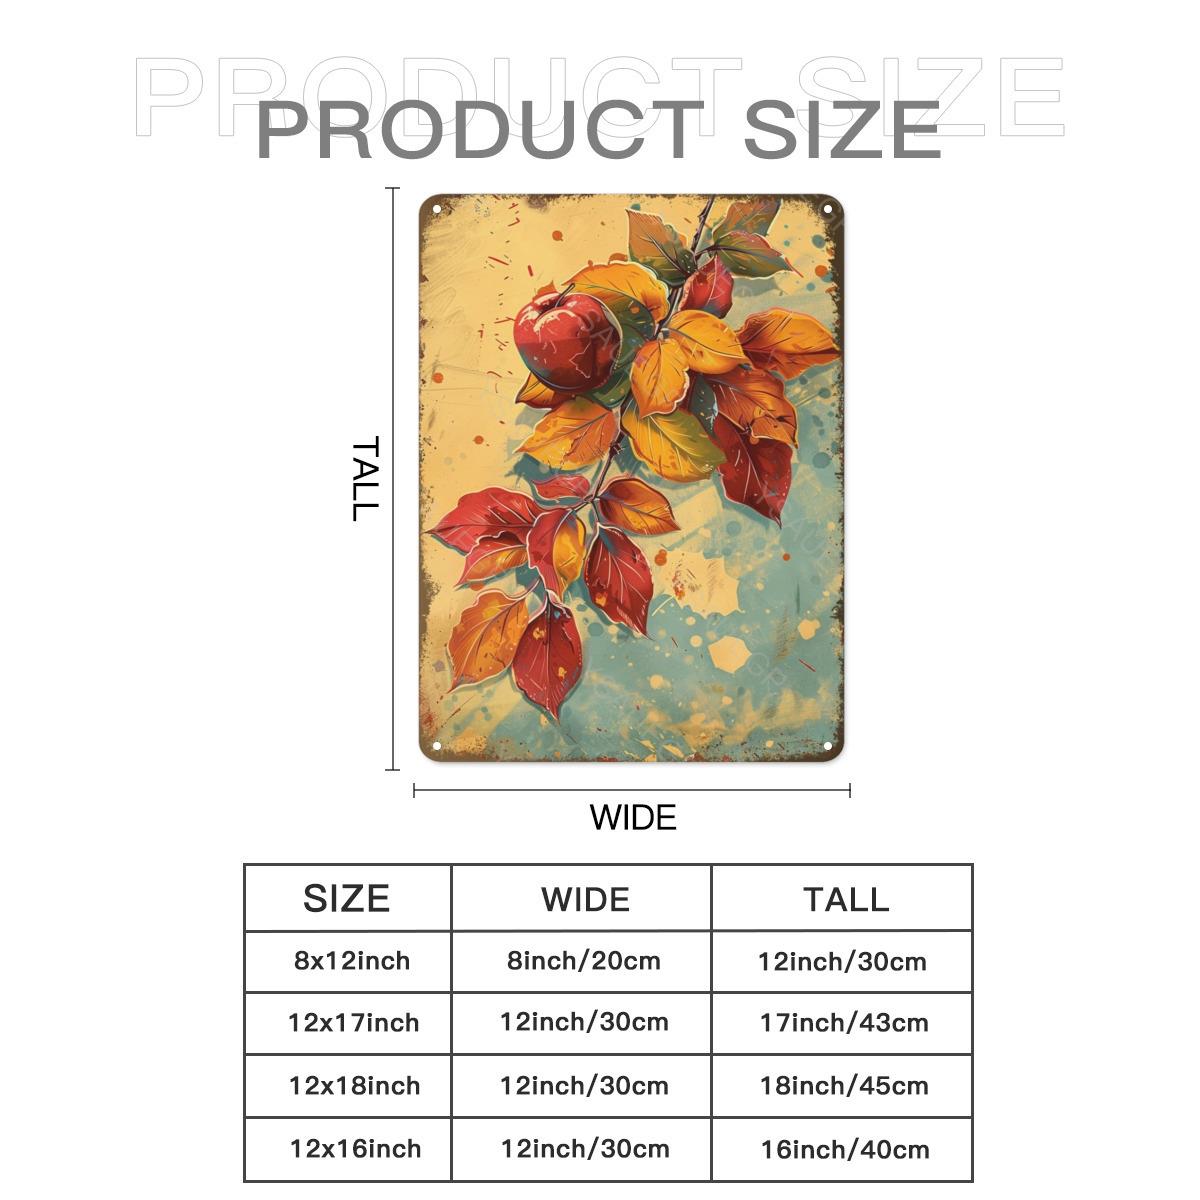 PRODUCT SIZE
PRODUCT SIZE
TALL
WIDE
SIZE WIDE TALL
8x12inch 8inch/20cm 12inch/30cm
12x17inch 12inch/30cm 17inch/43cm
12x18inch 12inch/30cm 18inch/45cm
12x16inch 12inch/30cm 16inch/40cm